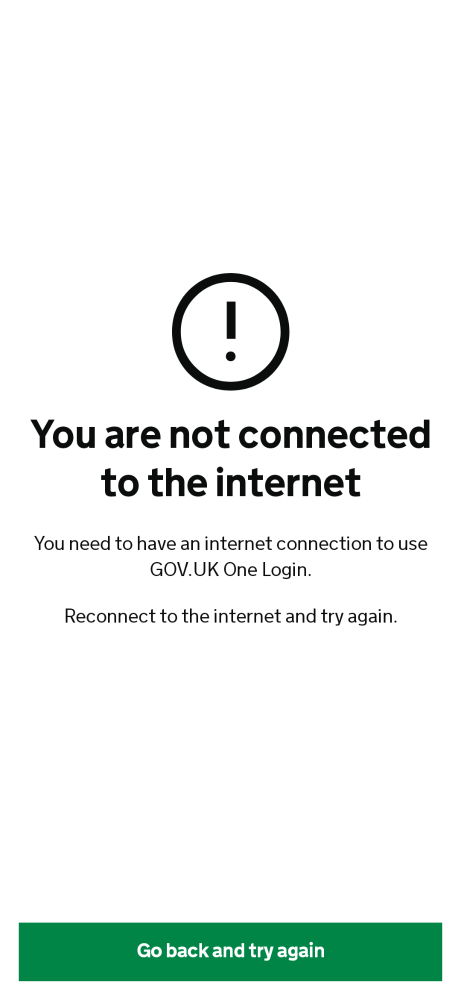 You are not connected
to the internet
You need to have an internet connection to use
GOV.UK One Login.
Reconnect to the internet and try again.
Go back and try again